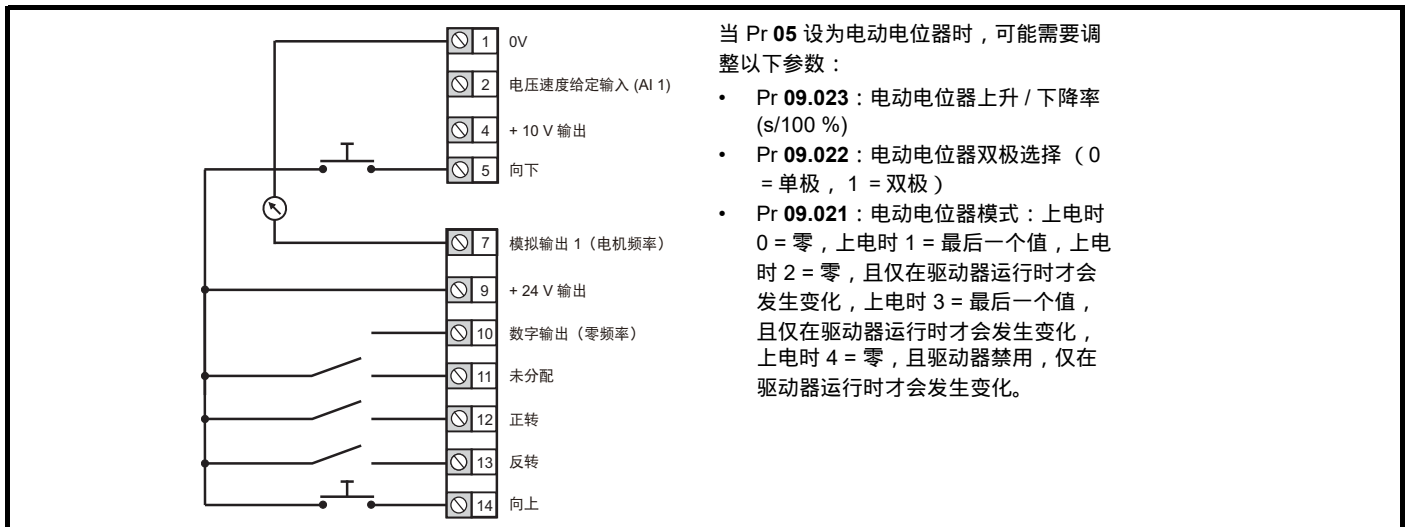 1 0V
2 电压速度给定输入 (AI 1)
4 + 10 V 输出
5 向下
7 模拟输出 1（电机频率）
9 + 24 V 输出
10 数字输出（零频率）
11 未分配
12 正转
13 反转
14 向上
当 Pr 05 设为电动电位器时，可能需要调
整以下参数：
• Pr 09.023：电动电位器上升 / 下降率
(s/100 %)
• Pr 09.022：电动电位器双极选择 （0
= 单极，1 = 双极）
• Pr 09.021：电动电位器模式：上电时
0 = 零，上电时 1 = 最后一个值，上电
时 2 = 零，且仅在驱动器运行时才会
发生变化，上电时 3 = 最后一个值，
且仅在驱动器运行时才会发生变化，
上电时 4 = 零，且驱动器禁用，仅在
驱动器运行时才会发生变化。